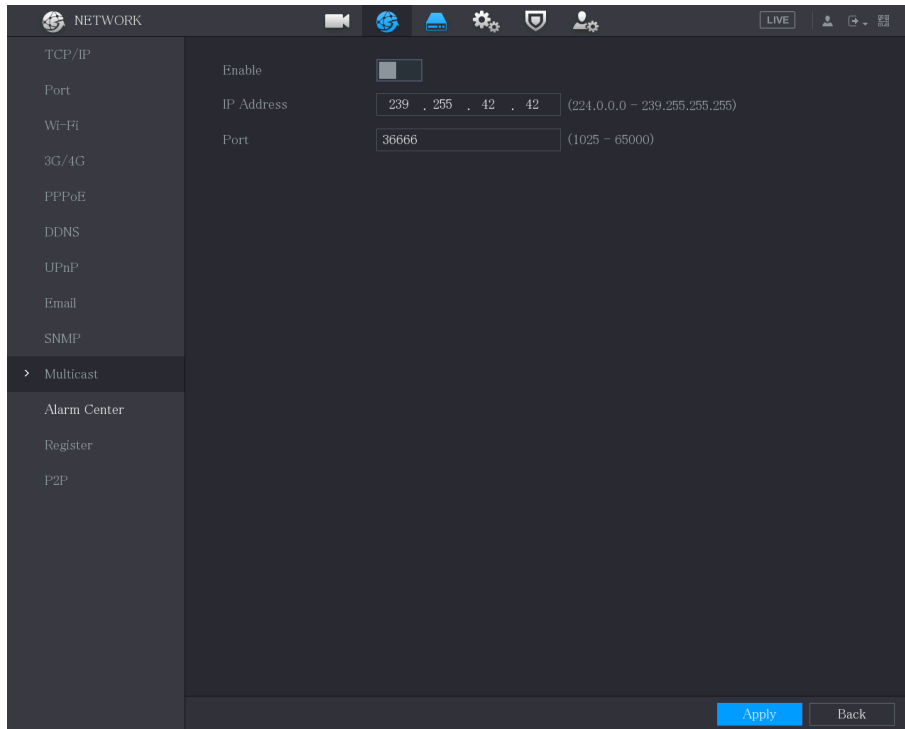 NETWORK
LIVE
TCP/IP
Port
Wi-Fi
3G/4G
PPPoE
DDNS
UPnP
Email
SNMP
Multicast
Alarm Center
Register
P2P
Enable
IP Address 239 . 255 . 42 . 42 (224.0.0.0 - 239.255.255.255)
Port 36666 (1025 - 65000)
Apply Back